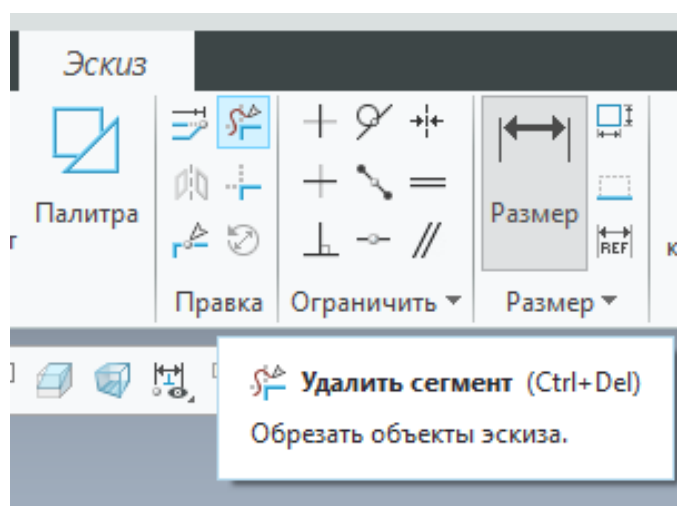 Эскиз
Палитра
т
Размер
REF
к
Правка
Ограничить
Размер
Удалить сегмент (Ctrl+Del)
Обрезать объекты эскиза.